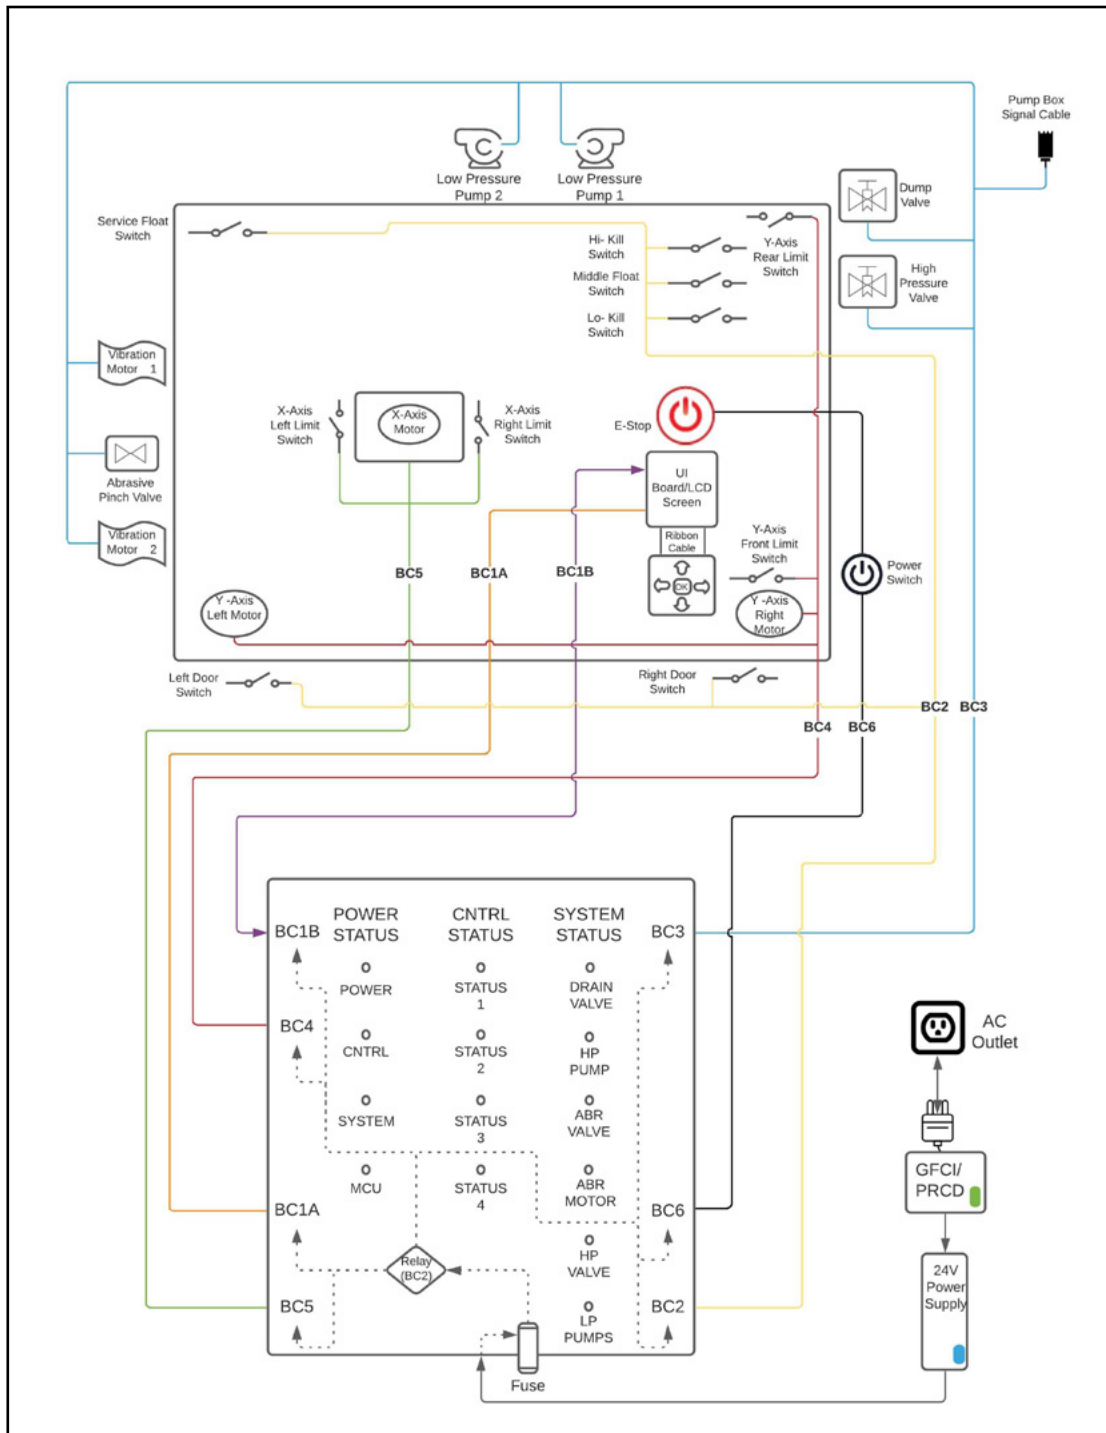 Pump Box
Signal Cable
Low Pressure
Pump 2
Low Pressure
Pump 1
Dump
Valve
Service Float
Switch
Hi- Kill
Switch
Y-Axis
Rear Limit
Switch
Middle Float
Switch
High
Pressure
Valve
Lo- Kill
Switch
Vibration
Motor 1
X-Axis
Left Limit
Switch
X-Axis
Motor
X-Axis
Right Limit
Switch
E-Stop
Abrasive
Pinch Valve
UI
Board/LCD
Screen
Vibration
Motor 2
Ribbon
Cable
Y-Axis
Front Limit
Switch
BC5
BC1A
BC1B
Power
Switch
OK
Y -Axis
Left Motor
Y -Axis
Right
Motor
Left Door
Switch
Right Door
Switch
BC2
BC3
BC4
BC6
POWER
STATUS
CNTRL
STATUS
SYSTEM
STATUS
BC1B
BC3
POWER
STATUS
1
DRAIN
VALVE
BC4
CNTRL
STATUS
2
HP
PUMP
AC
Outlet
SYSTEM
STATUS
3
ABR
VALVE
MCU
STATUS
4
ABR
MOTOR
GFCI/
PRCD
BC1A
BC6
Relay
(BC2)
HP
VALVE
24V
Power
Supply
BC5
BC2
LP
PUMPS
Fuse